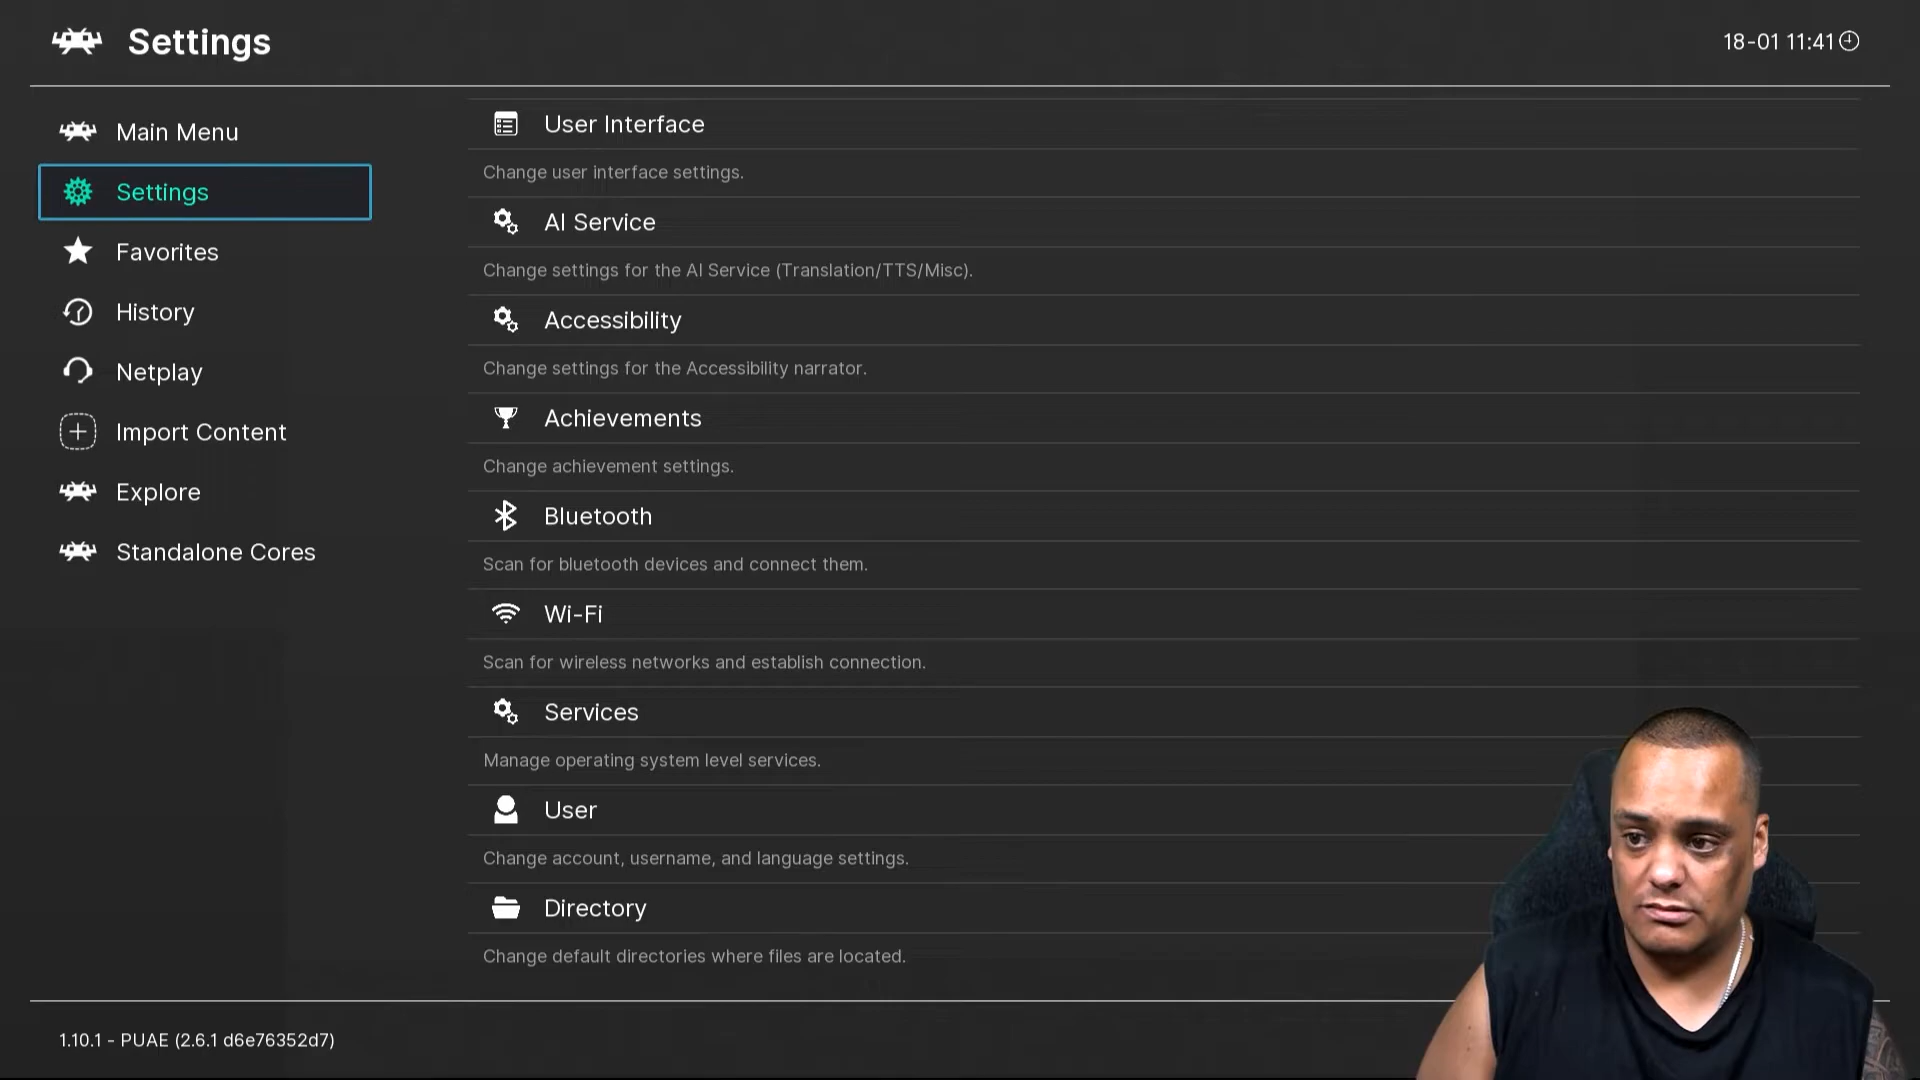 Settings
18-01 11:41
Main Menu
Settings
Favorites
History
Netplay
Import Content
Explore
Standalone Cores
User Interface
Change user interface settings.
AI Service
Change settings for the AI Service (Translation/TTS/Misc).
Accessibility
Change settings for the Accessibility narrator.
Achievements
Change achievement settings.
Bluetooth
Scan for bluetooth devices and connect them.
Wi-Fi
Scan for wireless networks and establish connection.
Services
Manage operating system level services.
User
Change account, username, and language settings.
Directory
Change default directories where files are located.
1.10.1 - PUAE (2.6.1 d6e76352d7)